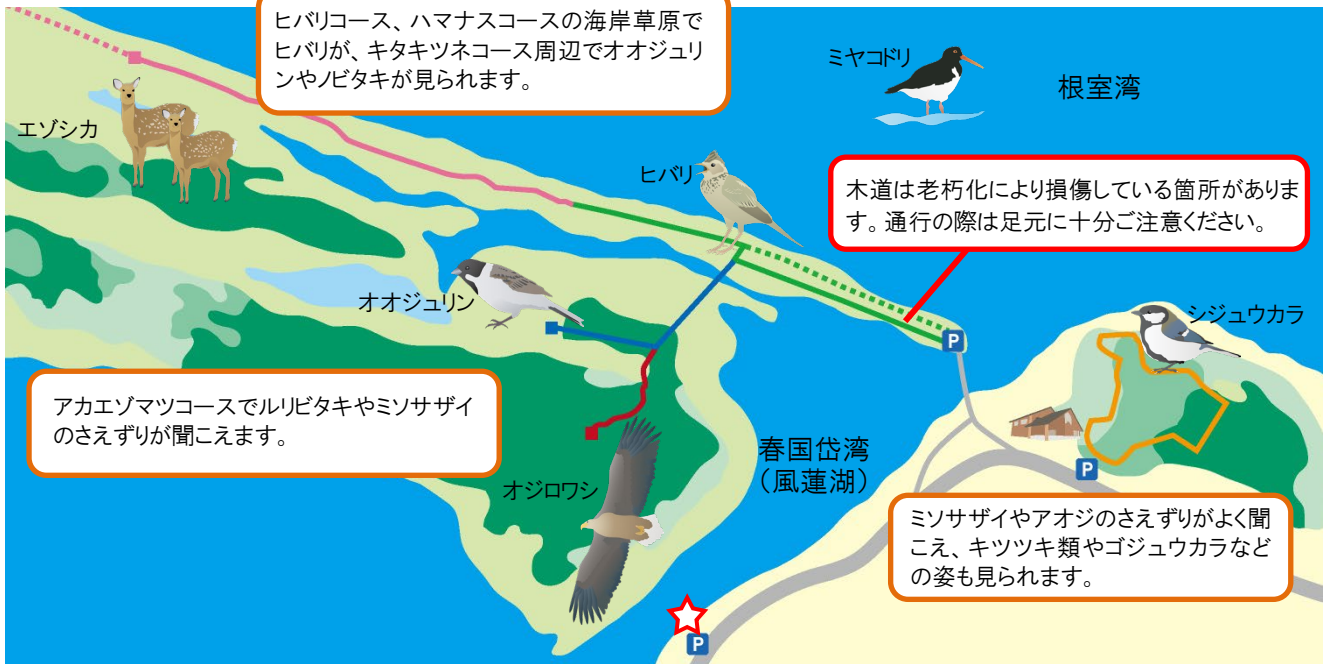 ヒバリコース、ハマナスコースの海岸草原で
ヒバリが、キタキツネコース周辺でオオジュリ
ンやノビタキが見られます。
ミヤコドリ
根室湾
エゾシカ
ヒバリ
木道は老朽化により損傷している箇所がありま
す。通行の際は足元に十分ご注意ください。
オオジュリン
シジュウカラ
P
アカエゾマツコースでルリビタキやミソサザイ
のさえずりが聞こえます。
春国岱湾
（風蓮湖）
P
オジロワシ
ミソサザイやアオジのさえずりがよく聞
こえ、キツツキ類やゴジュウカラなど
の姿も見られます。
P